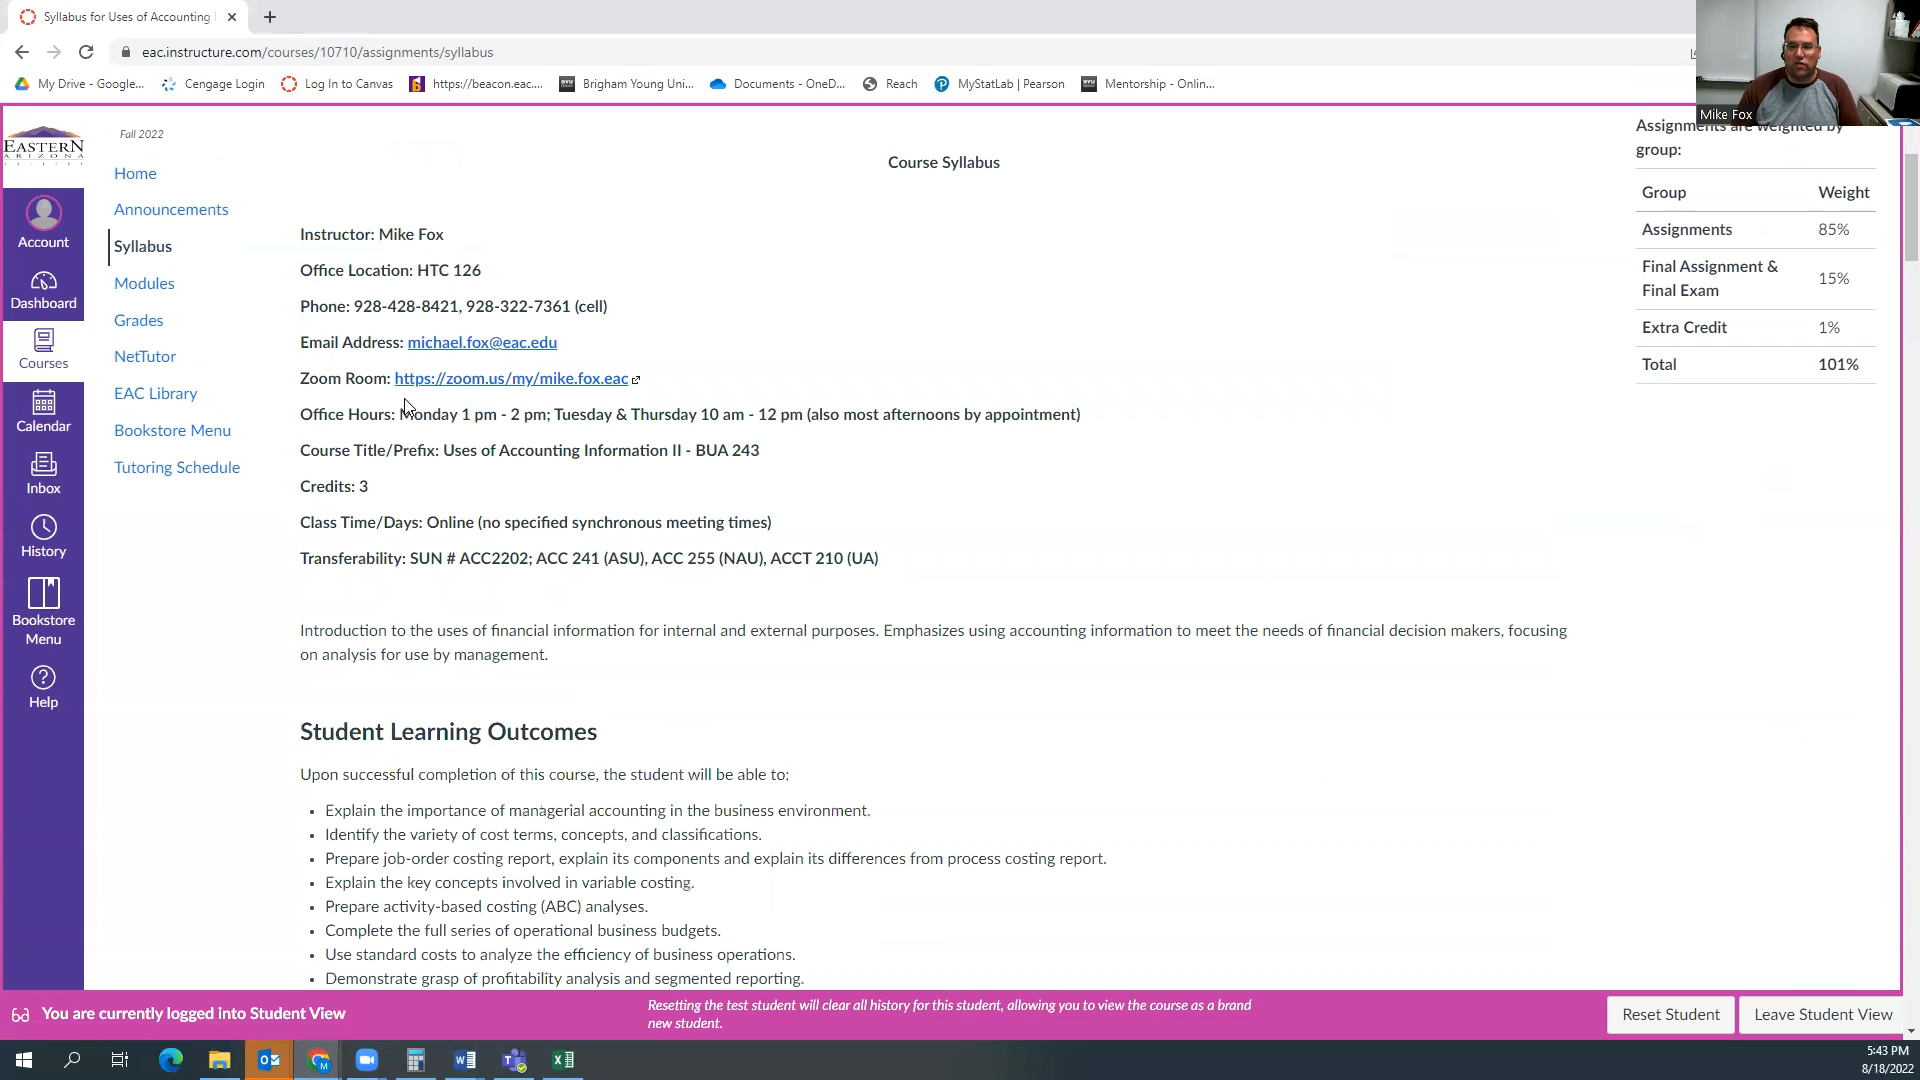 Syllabus for Uses of Accounting
eac.instructure.com/courses/10710/assignments/syllabus
My Drive - Google...
Cengage Login
Log In to Canvas
https://beacon.eac....
Brigham Young Uni...
Documents - OneD...
Reach
MyStatLab | Pearson
Mentorship - Onlin...
Mike Fox
EASTERN
ARIZONA
Account
Dashboard
Courses
Calendar
Inbox
History
Bookstore
Menu
Help
Fall 2022
Home
Announcements
Syllabus
Modules
Grades
NetTutor
EAC Library
Bookstore Menu
Tutoring Schedule
Course Syllabus
Instructor: Mike Fox
Office Location: HTC 126
Phone: 928-428-8421, 928-322-7361 (cell)
Email Address: michael.fox@eac.edu
Zoom Room: https://zoom.us/my/mike.fox.eac
Office Hours: Monday 1 pm - 2 pm; Tuesday & Thursday 10 am - 12 pm (also most afternoons by appointment)
Course Title/Prefix: Uses of Accounting Information II - BUA 243
Credits: 3
Class Time/Days: Online (no specified synchronous meeting times)
Transferability: SUN # ACC2202; ACC 241 (ASU), ACC 255 (NAU), ACCT 210 (UA)
Introduction to the uses of financial information for internal and external purposes. Emphasizes using accounting information to meet the needs of financial decision makers, focusing
on analysis for use by management.
Student Learning Outcomes
Upon successful completion of this course, the student will be able to:
• Explain the importance of managerial accounting in the business environment.
• Identify the variety of cost terms, concepts, and classifications.
• Prepare job-order costing report, explain its components and explain its differences from process costing report.
• Explain the key concepts involved in variable costing.
• Prepare activity-based costing (ABC) analyses.
• Complete the full series of operational business budgets.
• Use standard costs to analyze the efficiency of business operations.
• Demonstrate grasp of profitability analysis and segmented reporting.
Assignments are weighted by
group:
Group Weight
Assignments 85%
Final Assignment &
Final Exam 15%
Extra Credit 1%
Total 101%
You are currently logged into Student View
Resetting the test student will clear all history for this student, allowing you to view the course as a brand
new student.
Reset Student
Leave Student View
5:43 PM
8/18/2022